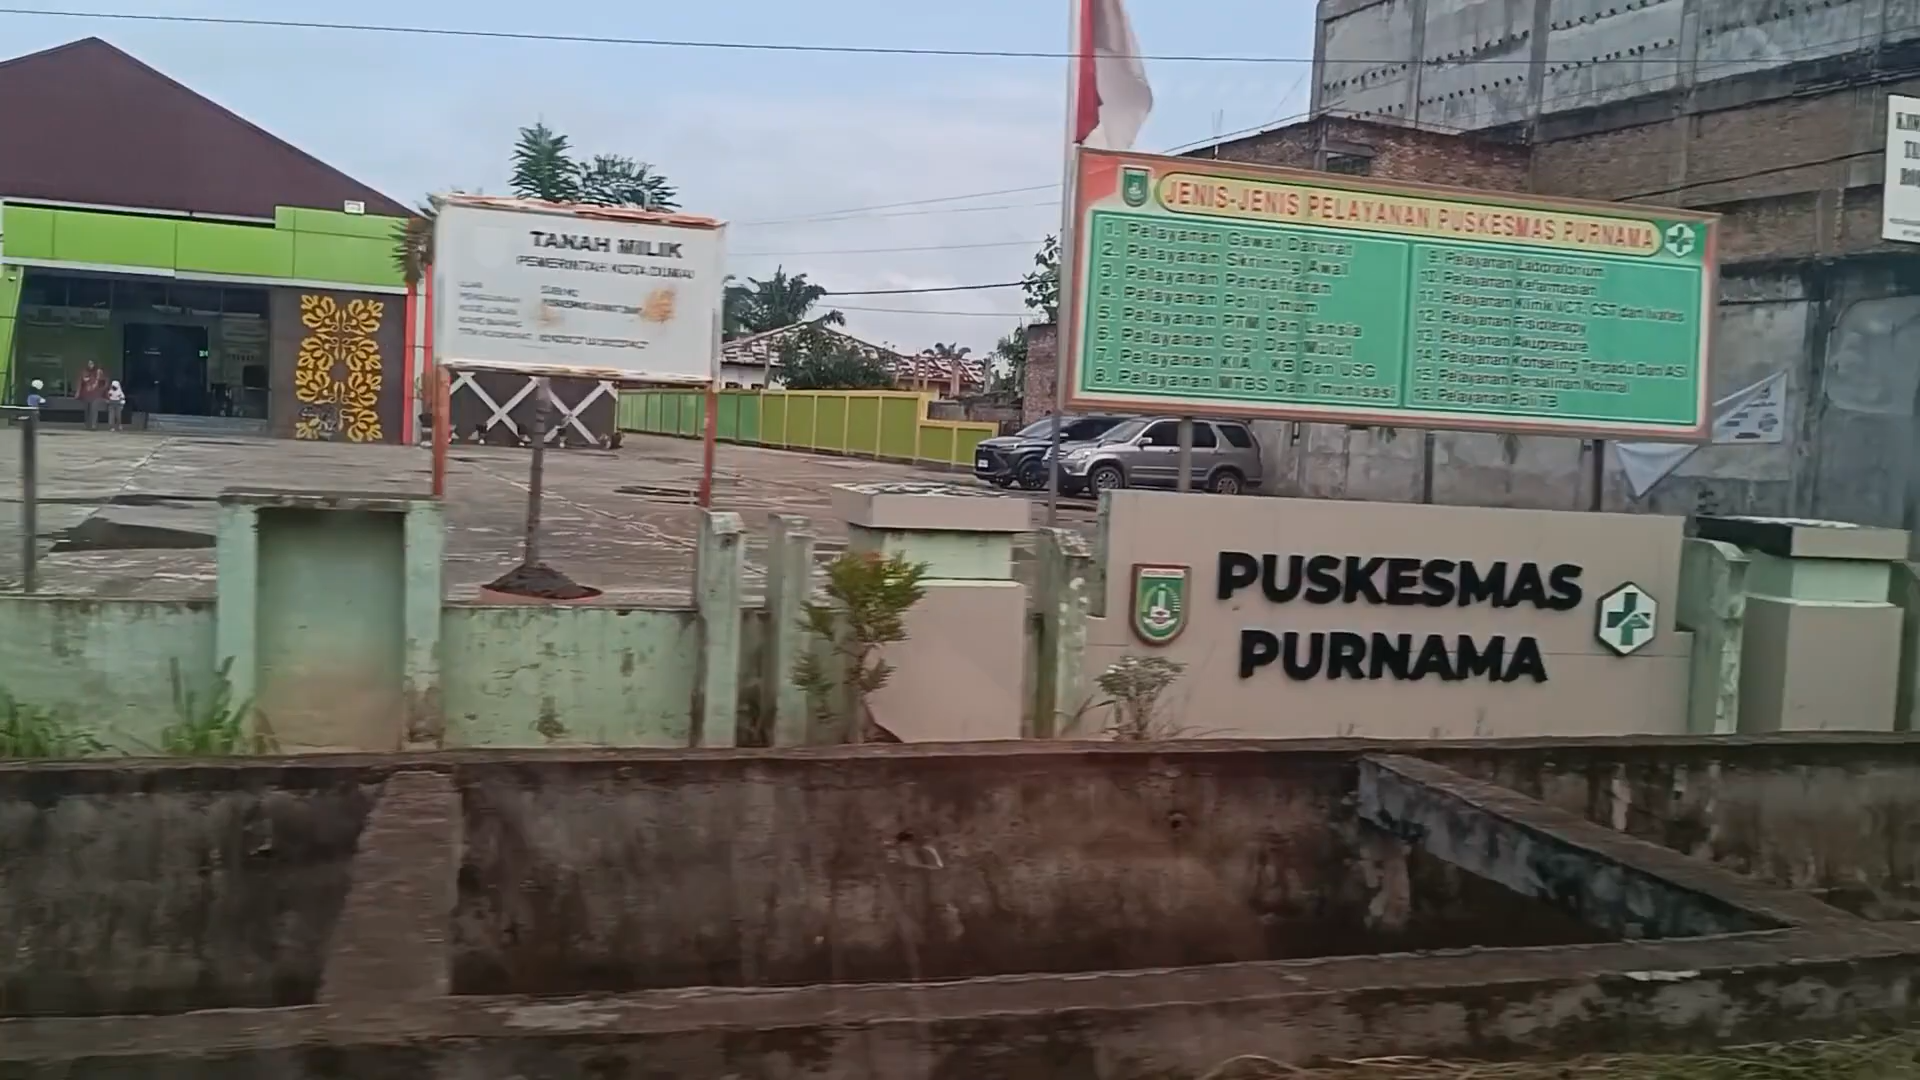 TANAH MILIK
PEMERINTAH KOTA DUMAI
JENIS-JENIS PELAYANAN PUSKESMAS PURNAMA
1. Pelayanan Gawat Darurat
2. Pelayanan Skrining Awal
3. Pelayanan Pendaftaran
4. Pelayanan Poli Umum
5. Pelayanan PTM Dan Lansia
6. Pelayanan Gigi Dan Mulut
7. Pelayanan KIA, KB Dan USG
8. Pelayanan MTBS Dan Imunisasi
9. Pelayanan Laboratorium
10. Pelayanan Kefarmasian
11. Pelayanan Klinik VCT, CST dan
12. Pelayanan Fisioterapy
13. Pelayanan Akupresure
14. Pelayanan Konseling Terpadu Dan ASI
15. Pelayanan Persalinan Normal
16. Pelayanan Poli TB
PUSKESMAS
PURNAMA